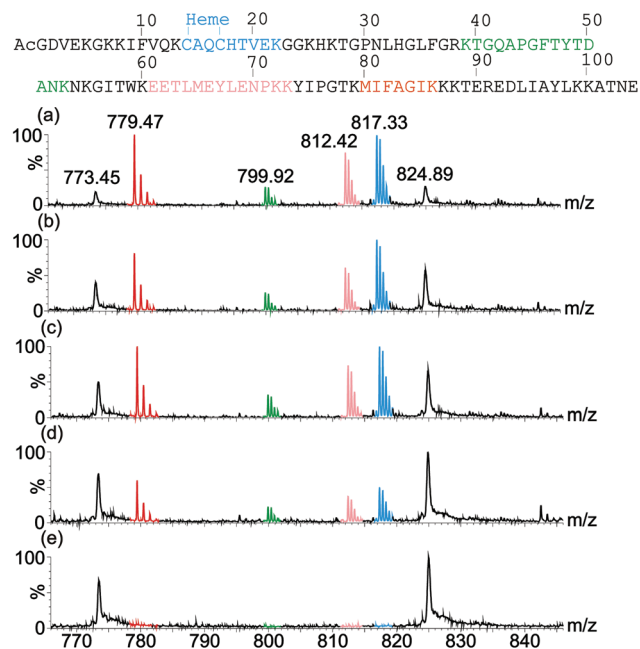 10 Heme 20 30 40 50
AcGDVEKGKKIFVQKCAQCHTVEKGGKHKTGPNLHGLFGRKTGQAPGFTYTD
60 70 80 90 100
ANKNKGITWKEETLMEYLENPKKYIPGTKMIFAGIKKKTEREDLIAYLKKATNE
(a)
100
%
0
773.45
779.47
799.92
812.42
817.33
824.89
m/z
(b)
100
%
0
m/z
(c)
100
%
0
m/z
(d)
100
%
0
m/z
(e)
100
%
0
770 780 790 800 810 820 830 840
m/z